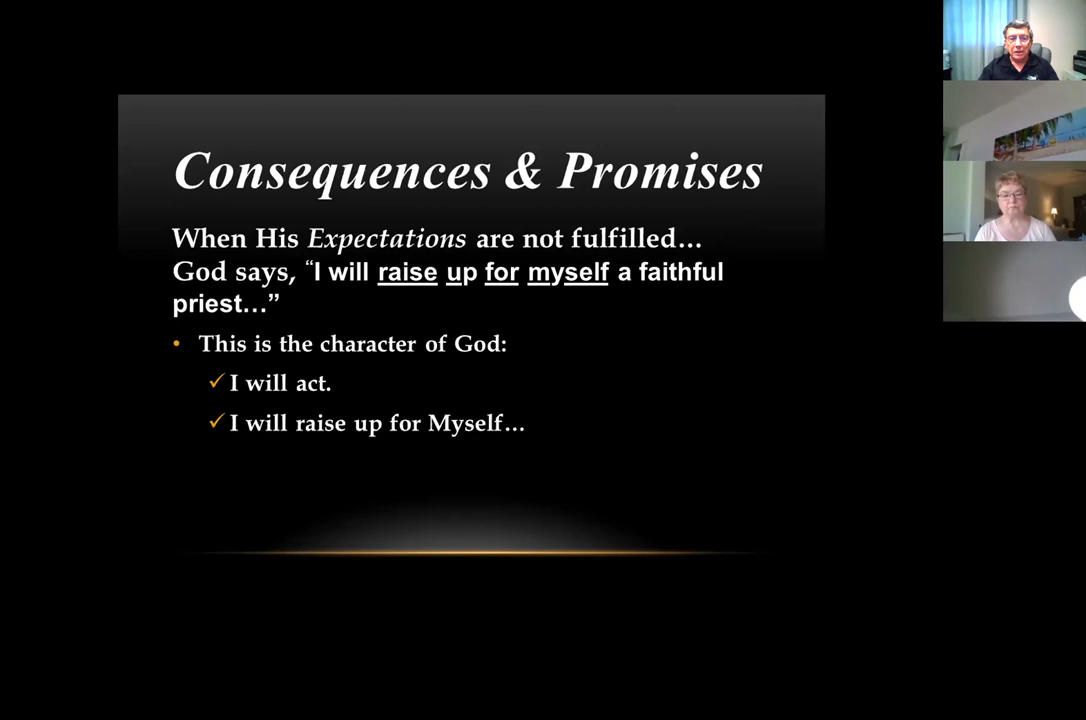 Consequences & Promises
When His Expectations are not fulfilled…
God says, “I will raise up for myself a faithful
priest…”
• This is the character of God:
✓ I will act.
✓ I will raise up for Myself…